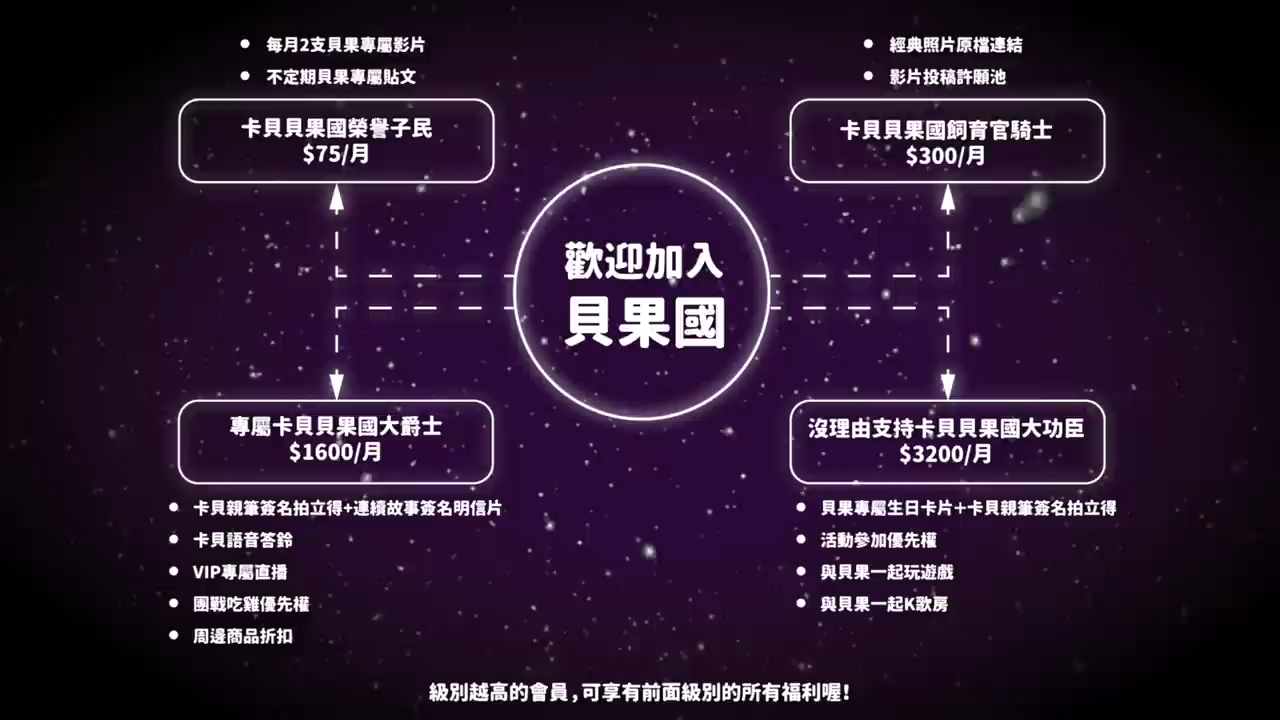 每月2支貝果專屬影片
不定期貝果專屬貼文
卡貝貝果國榮譽子民
$75/月
經典照片原檔連結
影片投稿許願池
卡貝貝果國飼育官騎士
$300/月
歡迎加入
貝果國
專屬卡貝貝果國大爵士
$1600/月
卡貝親筆簽名拍立得+連續故事簽名明信片
卡貝語音答鈴
VIP專屬直播
團戰吃雞優先權
周邊商品折扣
沒理由支持卡貝貝果國大功臣
$3200/月
貝果專屬生日卡片+卡貝親筆簽名拍立得
活動參加優先權
與貝果一起玩遊戲
與貝果一起K歌房
級別越高的會員,可享有前面級別的所有福利喔!